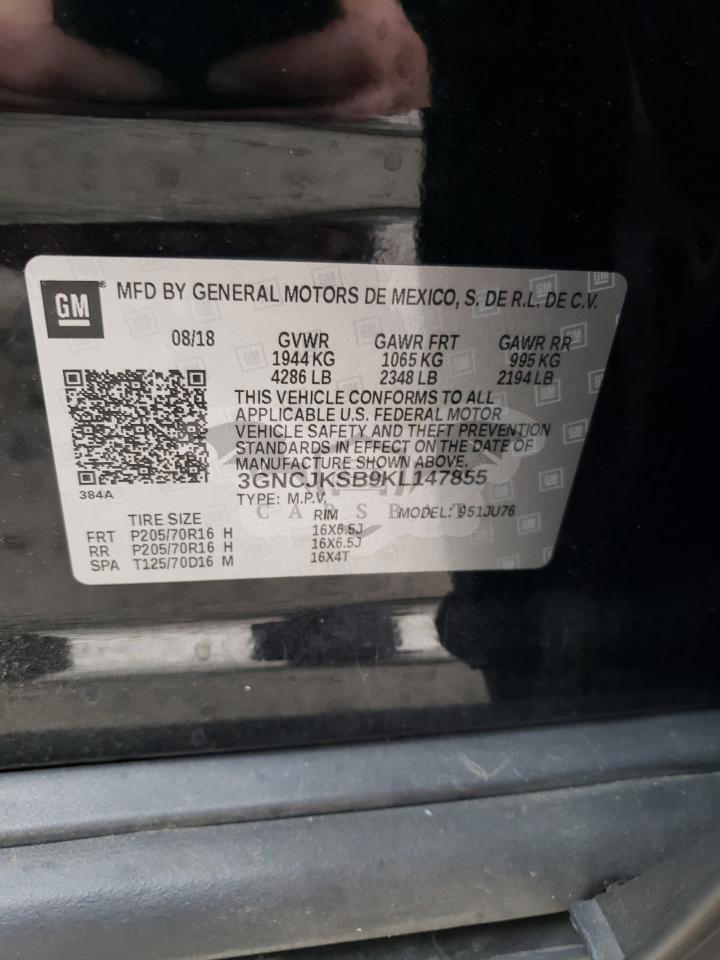 GM MFD BY GENERAL MOTORS DE MEXICO, S. DE R.L. DE C.V.
08/18 GVWR GAWR FRT GAWR RR
1944 KG 1065 KG 995 KG
4286 LB 2348 LB 2194 LB
THIS VEHICLE CONFORMS TO ALL
APPLICABLE U.S. FEDERAL MOTOR
VEHICLE SAFETY AND THEFT PREVENTION
STANDARDS IN EFFECT ON THE DATE OF
MANUFACTURE SHOWN ABOVE.
384A
3GNCJKSB9KL147855
TYPE: M.P.V. MODEL: 951JU76
TIRE SIZE RIM
FRT P205/70R16 H 16X6.5J
RR P205/70R16 H 16X6.5J
SPA T125/70D16 M 16X4T